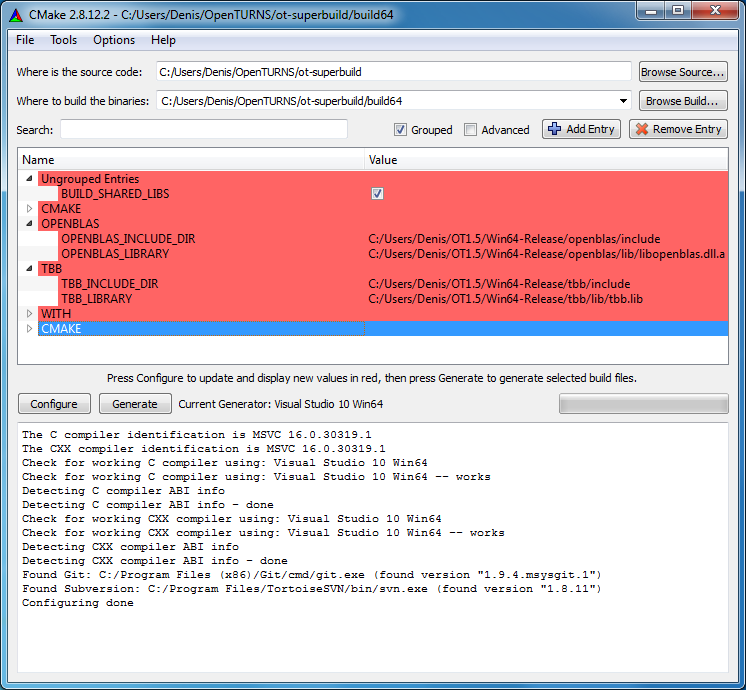 CMake 2.8.12.2 - C:/Users/Denis/OpenTURNS/ot-superbuild/build64
File Tools Options Help
Where is the source code: C:/Users/Denis/OpenTURNS/ot-superbuild Browse Source...
Where to build the binaries: C:/Users/Denis/OpenTURNS/ot-superbuild/build64 Browse Build...
Search: Grouped Advanced Add Entry Remove Entry
Name Value
Ungrouped Entries
BUILD_SHARED_LIBS
CMAKE
OPENBLAS
OPENBLAS_INCLUDE_DIR C:/Users/Denis/OT1.5/Win64-Release/openblas/include
OPENBLAS_LIBRARY C:/Users/Denis/OT1.5/Win64-Release/openblas/lib/libopenblas.dll.a
TBB
TBB_INCLUDE_DIR C:/Users/Denis/OT1.5/Win64-Release/tbb/include
TBB_LIBRARY C:/Users/Denis/OT1.5/Win64-Release/tbb/lib/tbb.lib
WITH
CMAKE
Press Configure to update and display new values in red, then press Generate to generate selected build files.
Configure Generate Current Generator: Visual Studio 10 Win64
The C compiler identification is MSVC 16.0.30319.1
The CXX compiler identification is MSVC 16.0.30319.1
Check for working C compiler using: Visual Studio 10 Win64
Check for working C compiler using: Visual Studio 10 Win64 -- works
Detecting C compiler ABI info
Detecting C compiler ABI info - done
Check for working CXX compiler using: Visual Studio 10 Win64
Check for working CXX compiler using: Visual Studio 10 Win64 -- works
Detecting CXX compiler ABI info
Detecting CXX compiler ABI info - done
Found Git: C:/Program Files (x86)/Git/cmd/git.exe (found version "1.9.4.msysgit.1")
Found Subversion: C:/Program Files/TortoiseSVN/bin/svn.exe (found version "1.8.11")
Configuring done